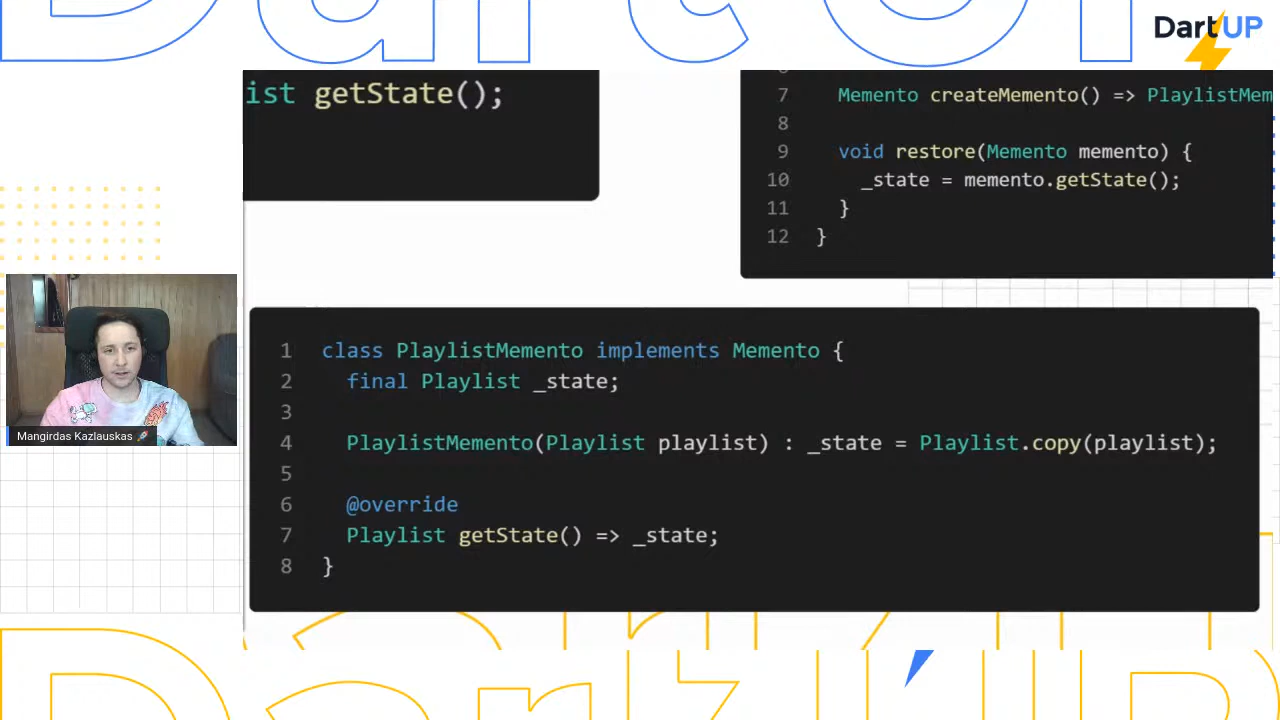 DartUP
ist getState();
7 Memento createMemento() => PlaylistMem
8
9 void restore(Memento memento) {
10 _state = memento.getState();
11 }
12 }
1 class PlaylistMemento implements Memento {
2 final Playlist _state;
3
4 PlaylistMemento(Playlist playlist) : _state = Playlist.copy(playlist);
5
6 @override
7 Playlist getState() => _state;
8 }
Mangirdas Kazlauskas 🚀